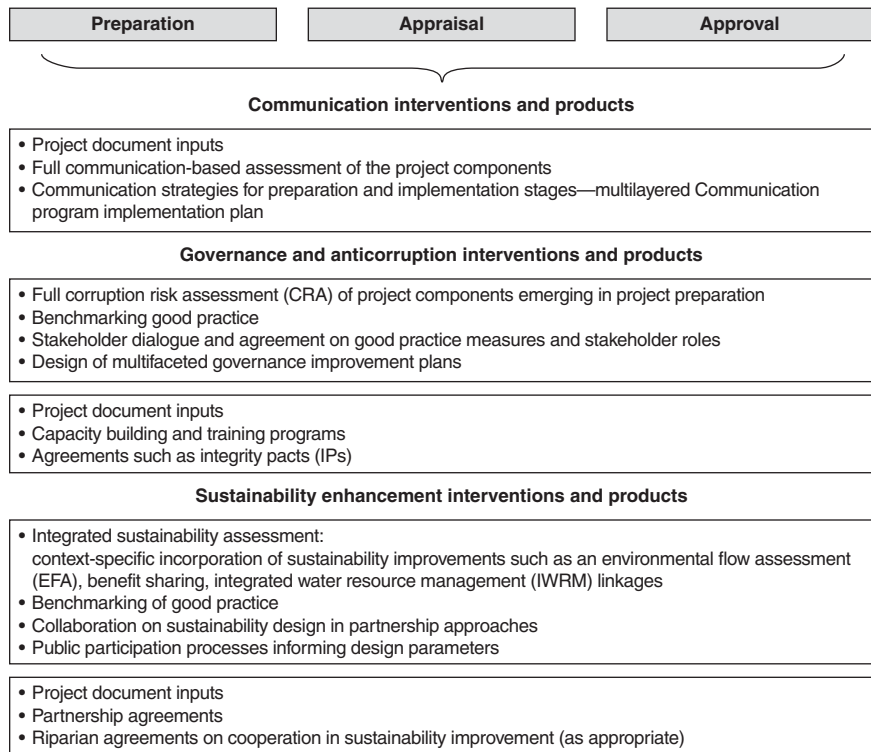 Preparation Appraisal Approval
Communication interventions and products
• Project document inputs
• Full communication-based assessment of the project components
• Communication strategies for preparation and implementation stages—multilayered Communication
program implementation plan
Governance and anticorruption interventions and products
• Full corruption risk assessment (CRA) of project components emerging in project preparation
• Benchmarking good practice
• Stakeholder dialogue and agreement on good practice measures and stakeholder roles
• Design of multifaceted governance improvement plans
• Project document inputs
• Capacity building and training programs
• Agreements such as integrity pacts (IPs)
Sustainability enhancement interventions and products
• Integrated sustainability assessment:
context-specific incorporation of sustainability improvements such as an environmental flow assessment
(EFA), benefit sharing, integrated water resource management (IWRM) linkages
• Benchmarking of good practice
• Collaboration on sustainability design in partnership approaches
• Public participation processes informing design parameters
• Project document inputs
• Partnership agreements
• Riparian agreements on cooperation in sustainability improvement (as appropriate)